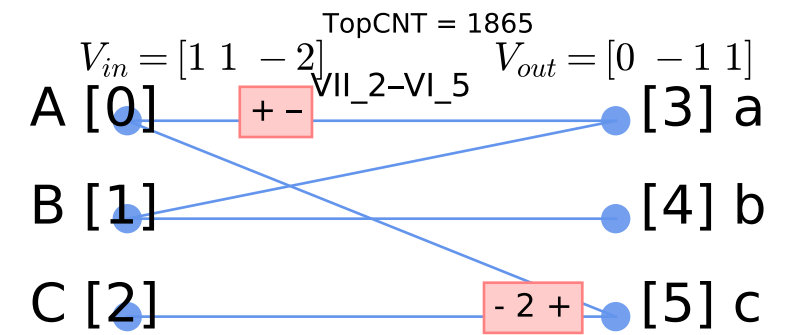 TopCNT = 1865
V_in = [1 1 −2] V_out = [0 −1 1]
VII_2–VI_5
A [0] + – [3] a
B [1] [4] b
C [2] - 2 + [5] c